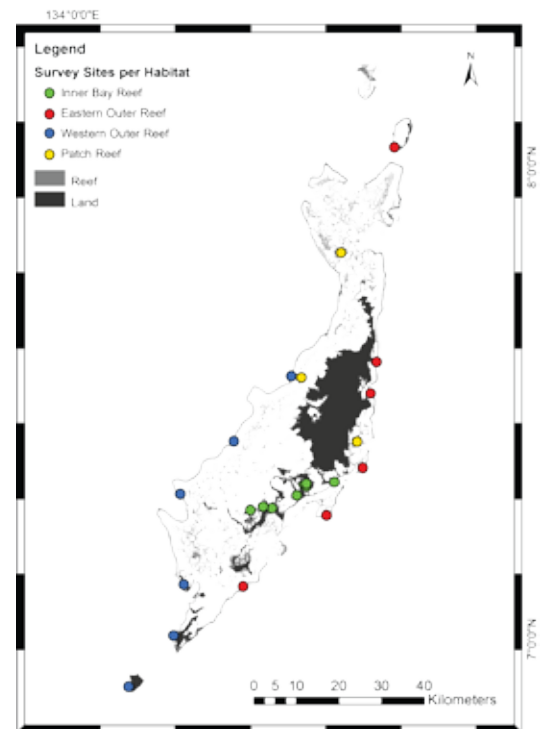 134°0'0"E
Legend
N
Survey Sites per Habitat
Inner Bay Reef
Eastern Outer Reef
Western Outer Reef
Patch Reef
Reef
Land
8°0'0"N
7°0'0"N
0 5 10 20 30 40
Kilometers